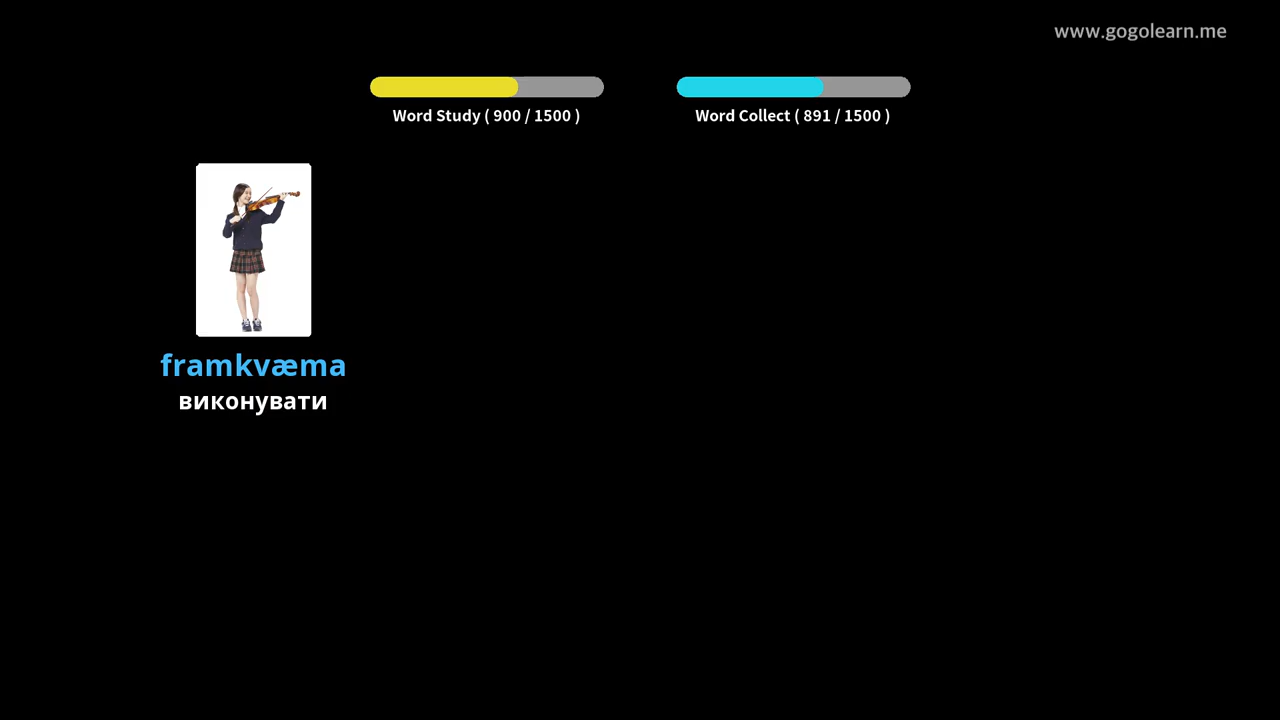 www.gogolearn.me
Word Study ( 900 / 1500 )
Word Collect ( 891 / 1500 )
framkvæma
виконувати